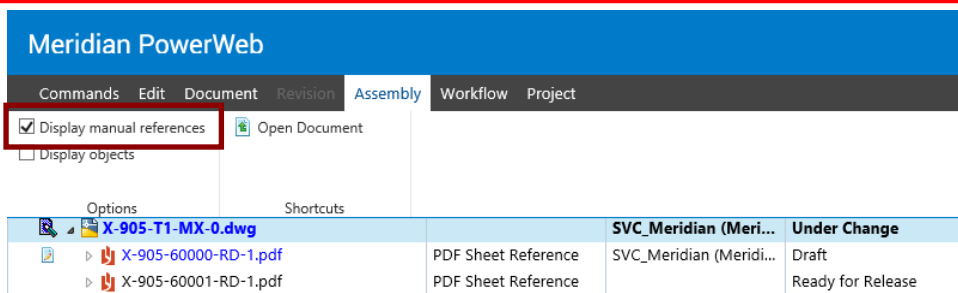 Meridian PowerWeb
Commands Edit Document Revision Assembly Workflow Project
Display manual references Open Document
Display objects
Options Shortcuts
X-905-T1-MX-0.dwg SVC_Meridian (Meri... Under Change
X-905-60000-RD-1.pdf PDF Sheet Reference SVC_Meridian (Meridi... Draft
X-905-60001-RD-1.pdf PDF Sheet Reference Ready for Release